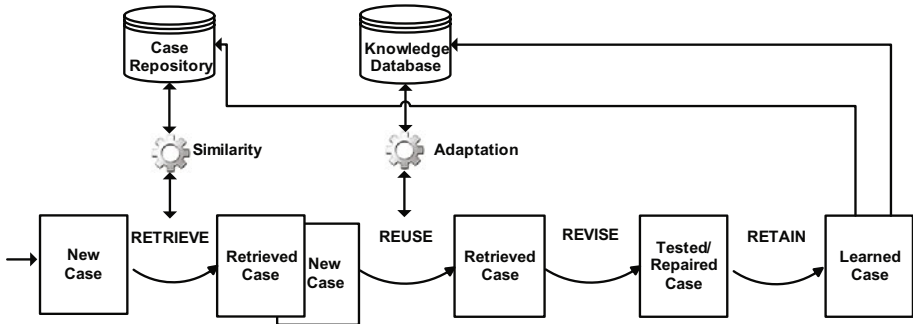 Case
Repository
Knowledge
Database
Similarity
Adaptation
New
Case
RETRIEVE
Retrieved
Case
New
Case
REUSE
Retrieved
Case
REVISE
Tested/
Repaired
Case
RETAIN
Learned
Case